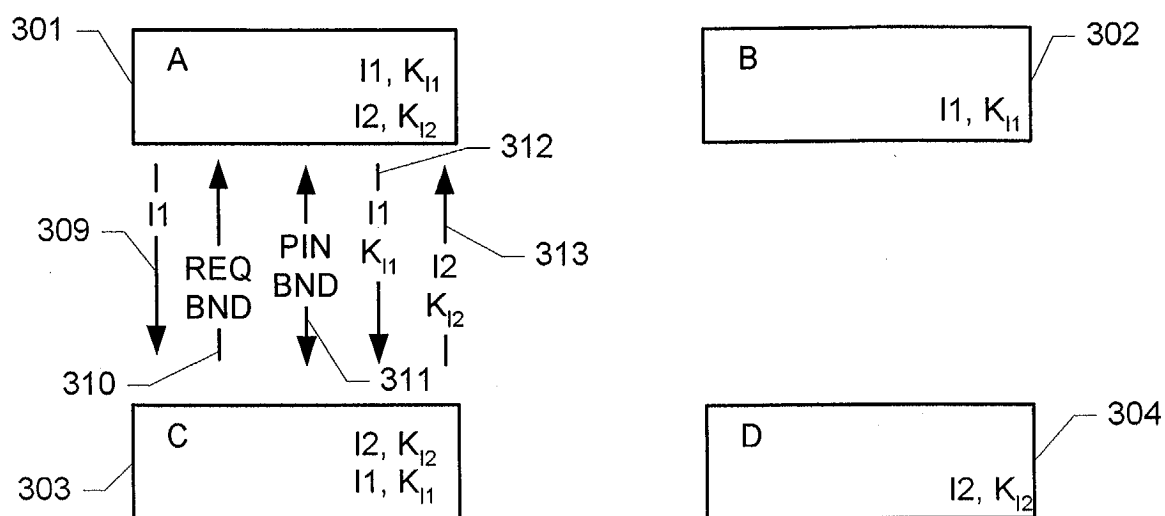 301
A
I1, K_I1
I2, K_I2
B
I1, K_I1
302
312
309
I1
REQ
BND
PIN
BND
I1
K_I1
I2
K_I2
313
310
311
C
I2, K_I2
I1, K_I1
303
D
I2, K_I2
304